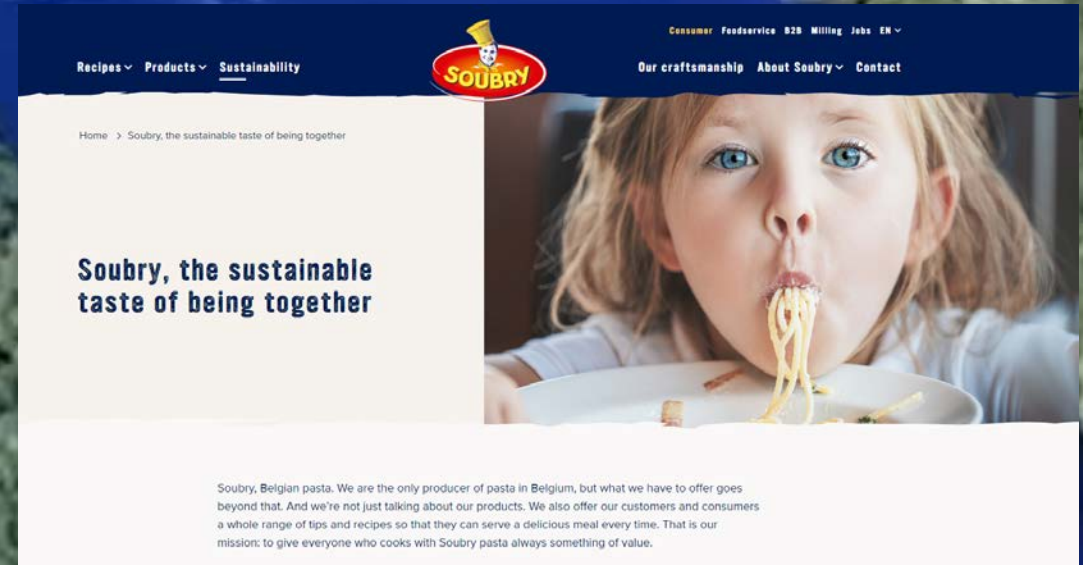 Consumer Foodservice B2B Milling Jobs EN
Recipes Products Sustainability
SOUBRY
Our craftsmanship About Soubry Contact
Home > Soubry, the sustainable taste of being together
Soubry, the sustainable
taste of being together
Soubry, Belgian pasta. We are the only producer of pasta in Belgium, but what we have to offer goes
beyond that. And we're not just talking about our products. We also offer our customers and consumers
a whole range of tips and recipes so that they can serve a delicious meal every time. That is our
mission: to give everyone who cooks with Soubry pasta always something of value.